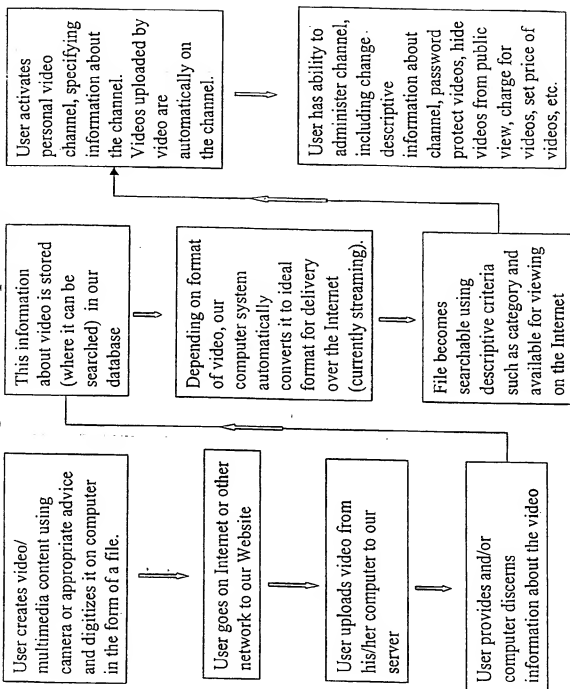 User creates video/
multimedia content using
camera or appropriate advice
and digitizes it on computer
in the form of a file.
User goes on Internet or other
network to our Website
User uploads video from
his/her computer to our
server
User provides and/or
computer discerns
information about the video
This information
about video is stored
(where it can be
searched) in our
database
Depending on format
of video, our
computer system
automatically
converts it to ideal
format for delivery
over the Internet
(currently streaming).
File becomes
searchable using
descriptive criteria
such as category and
available for viewing
on the Internet
User activates
personal video
channel, specifying
information about
the channel.
Videos uploaded by
video are
automatically on
the channel.
User has ability to
administer channel,
including change
descriptive
information about
channel, password
protect videos, hide
videos from public
view, charge for
videos, set price of
videos, etc.